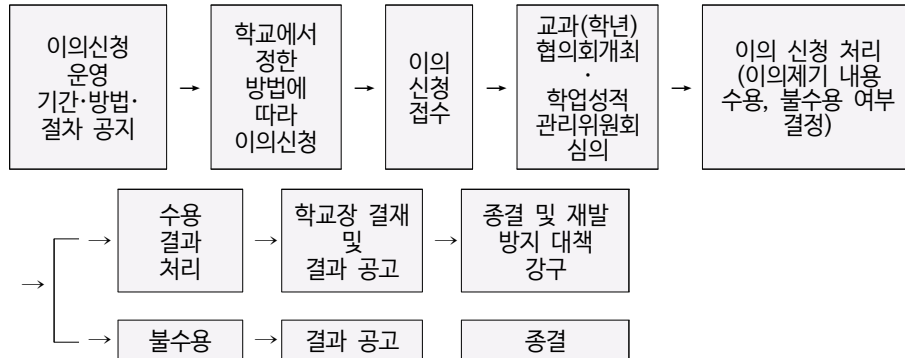 이의신청
운영
기간·방법·
절차 공지
→
학교에서
정한
방법에
따라
이의신청
→
이의
신청
접수
→
교과(학년)
협의회개최
·
학업성적
관리위원회
심의
→
이의 신청 처리
(이의제기 내용
수용, 불수용 여부
결정)
→
→
수용
결과
처리
→
학교장 결재
및
결과 공고
→
종결 및 재발
방지 대책
강구
→
불수용
→
결과 공고
종결